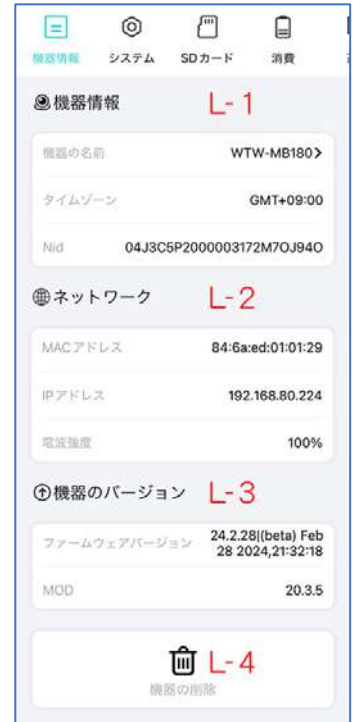 機器情報 システム SDカード 消費
機器情報 L-1
機器の名前 WTW-MB180>
タイムゾーン GMT+09:00
Nid 04J3C5P2000003172M7OJ94O
ネットワーク L-2
MACアドレス 84:6a:ed:01:01:29
IPアドレス 192.168.80.224
電波強度 100%
機器のバージョン L-3
ファームウェアバージョン 24.2.28|(beta) Feb
28 2024,21:32:18
MOD 20.3.5
L-4
機器の削除